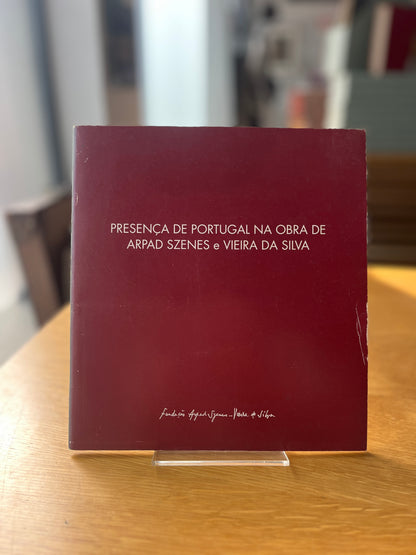 PRESENÇA DE PORTUGAL NA OBRA DE
ARPAD SZENES e VIEIRA DA SILVA
Fundação Arpad Szenes - Vieira da Silva